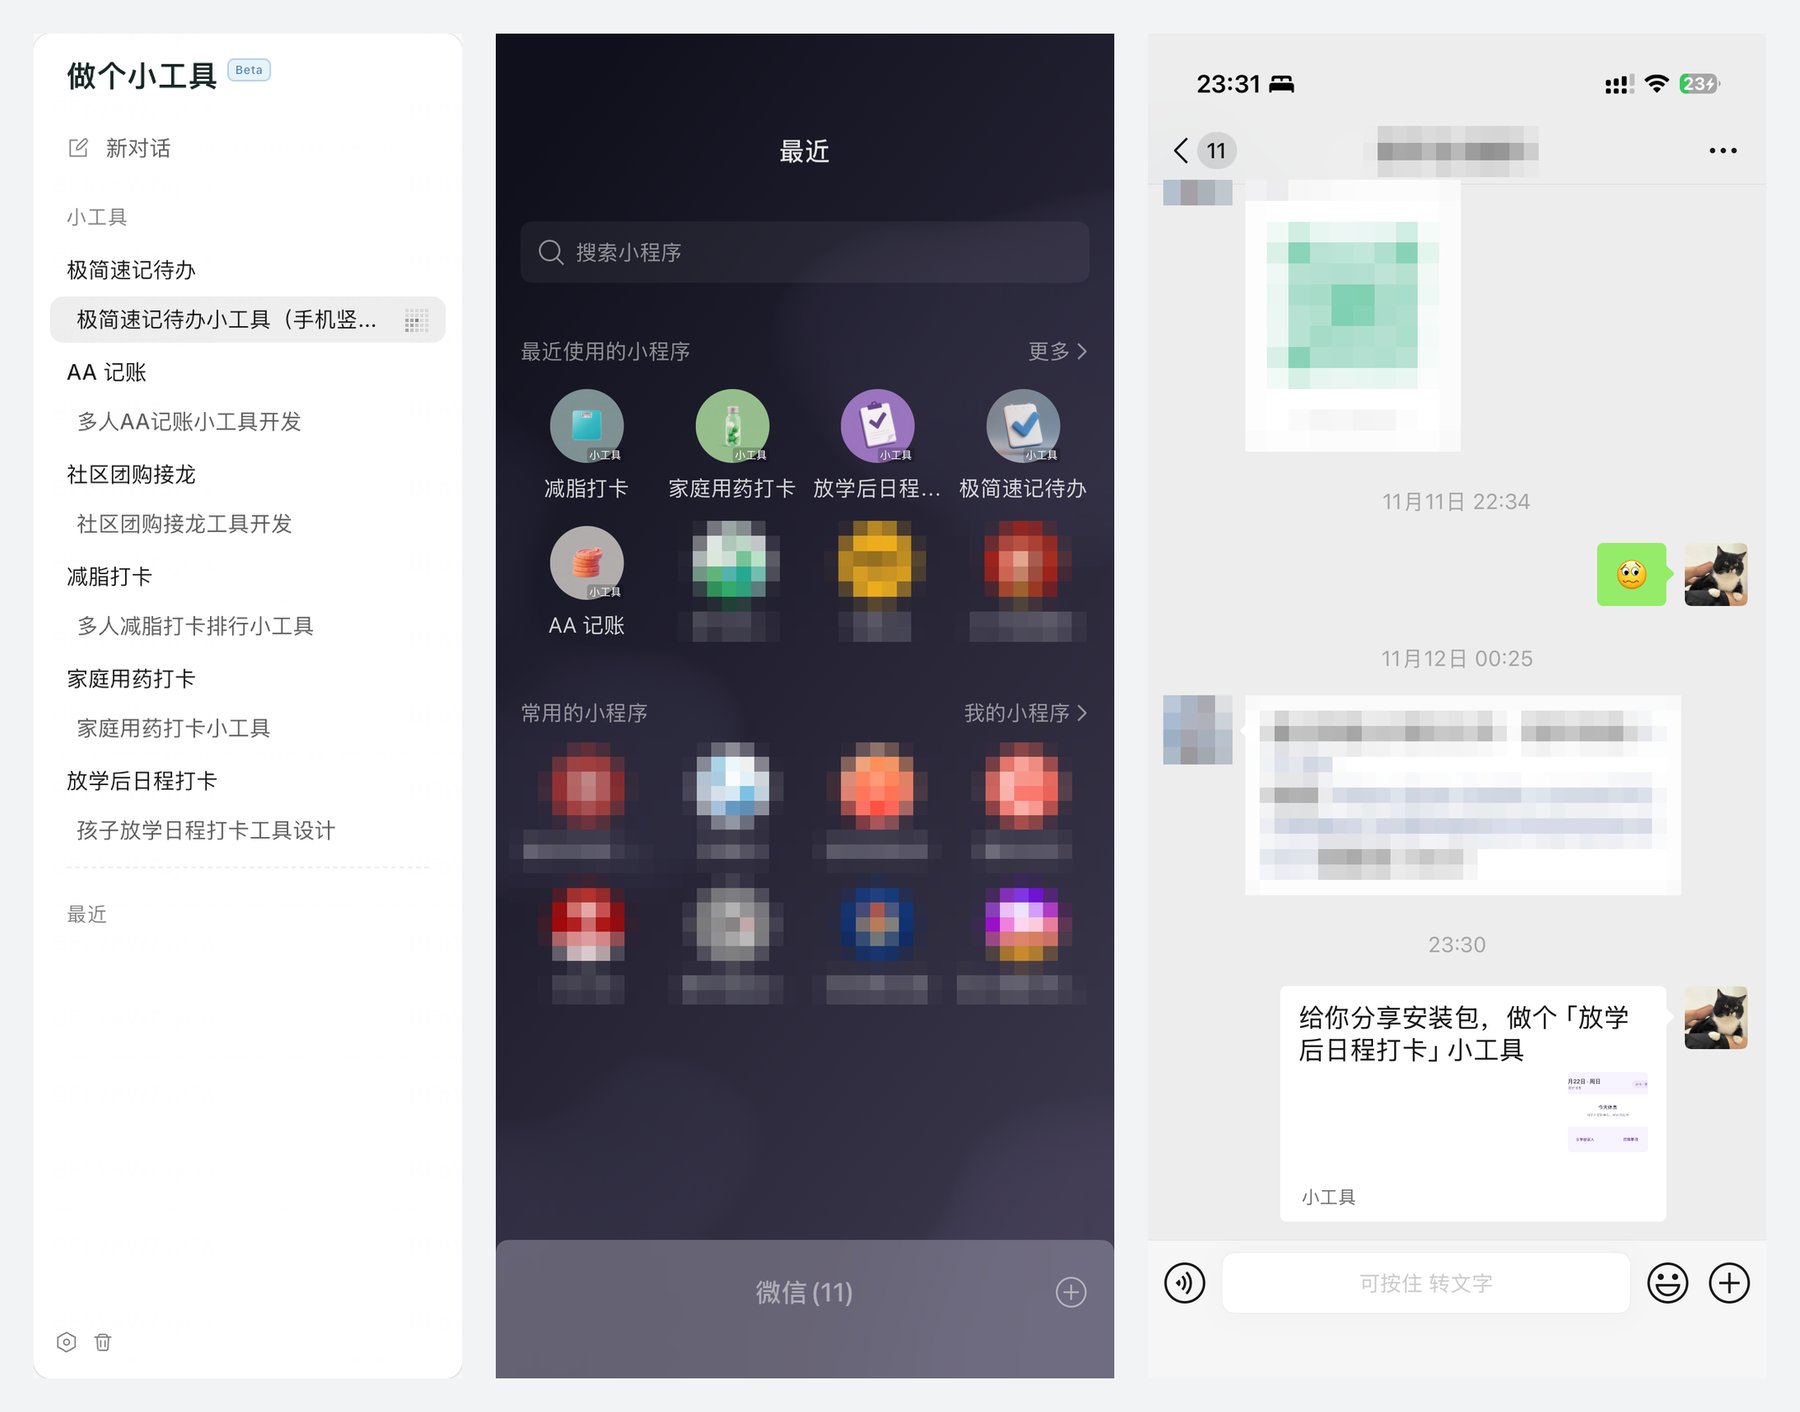 做个小工具 Beta
新对话
小工具
极简速记待办
极简速记待办小工具（手机竖...
AA 记账
多人AA记账小工具开发
社区团购接龙
社区团购接龙工具开发
减脂打卡
多人减脂打卡排行小工具
家庭用药打卡
家庭用药打卡小工具
放学后日程打卡
孩子放学日程打卡工具设计
最近
最近
搜索小程序
最近使用的小程序 更多
小工具 小工具 小工具 小工具
减脂打卡 家庭用药打卡 放学后日程... 极简速记待办
小工具
AA 记账
常用的小程序 我的小程序
微信(11)
23:31 23
11
11月11日 22:34
11月12日 00:25
23:30
给你分享安装包，做个「放学
后日程打卡」小工具
月22日·周日
今天休息
小工具
可按住 转文字